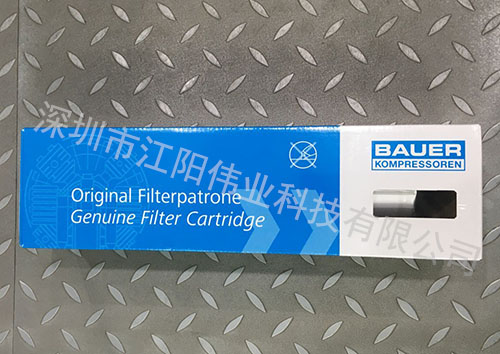 BAUER
KOMPRESSOREN
Original Filterpatrone
Genuine Filter Cartridge
深圳市江阳伟业科技有限公司